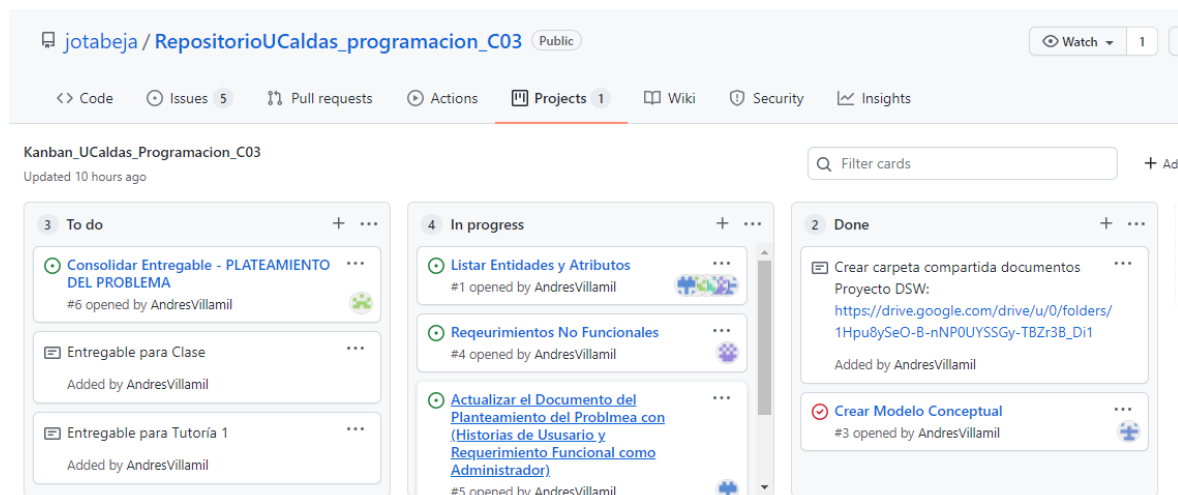 jotabeja / RepositorioUCaldas_programacion_C03 Public
Watch 1
Code Issues 5 Pull requests Actions Projects 1 Wiki Security Insights
Kanban_UCaldas_Programacion_C03
Updated 10 hours ago
Filter cards
+ Ad
3 To do + ...
Consolidar Entregable - PLATEAMIENTO ...
DEL PROBLEMA
#6 opened by AndresVillamil
Entregable para Clase ...
Added by AndresVillamil
Entregable para Tutoría 1 ...
Added by AndresVillamil
4 In progress + ...
Listar Entidades y Atributos ...
#1 opened by AndresVillamil
Reqeurimientos No Funcionales ...
#4 opened by AndresVillamil
Actualizar el Documento del ...
Planteamiento del Problmea con
(Historias de Ususario y
Requerimiento Funcional como
Administrador)
#5 opened by AndresVillamil
2 Done + ...
Crear carpeta compartida documentos ...
Proyecto DSW:
https://drive.google.com/drive/u/0/folders/
1Hpu8ySeO-B-nNP0UYSSGy-TBZr3B_Di1
Added by AndresVillamil
Crear Modelo Conceptual ...
#3 opened by AndresVillamil